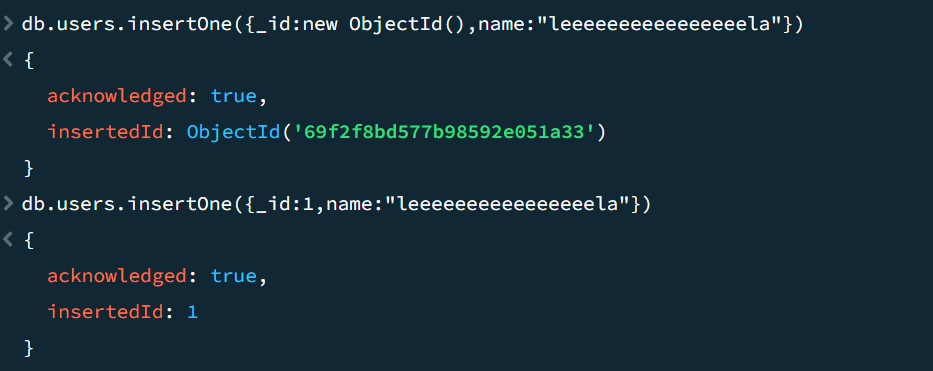 > db.users.insertOne({_id:new ObjectId(),name:"leeeeeeeeeeeeeeeela"})
< {
acknowledged: true,
insertedId: ObjectId('69f2f8bd577b98592e051a33')
}
> db.users.insertOne({_id:1,name:"leeeeeeeeeeeeeeeela"})
< {
acknowledged: true,
insertedId: 1
}